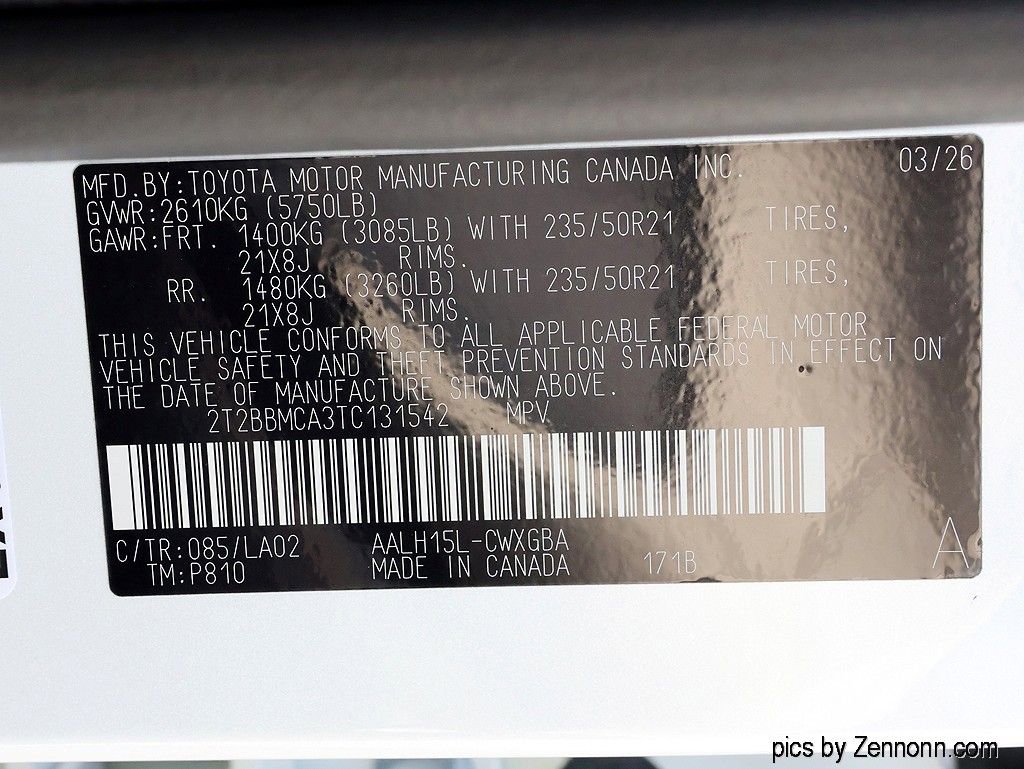 MFD.BY:TOYOTA MOTOR MANUFACTURING CANADA INC. 03/26
GVWR:2610KG (5750LB)
GAWR:FRT. 1400KG (3085LB) WITH 235/50R21 TIRES,
21X8J RIMS.
RR. 1480KG (3260LB) WITH 235/50R21 TIRES,
21X8J RIMS.
THIS VEHICLE CONFORMS TO ALL APPLICABLE FEDERAL MOTOR
VEHICLE SAFETY AND THEFT PREVENTION STANDARDS IN EFFECT ON
THE DATE OF MANUFACTURE SHOWN ABOVE.
2T2BBMCA3TC131542 MPV
C/TR:085/LA02 AALH15L-CWXGBA
TM:P810 MADE IN CANADA 171B A
pics by Zennonn.com